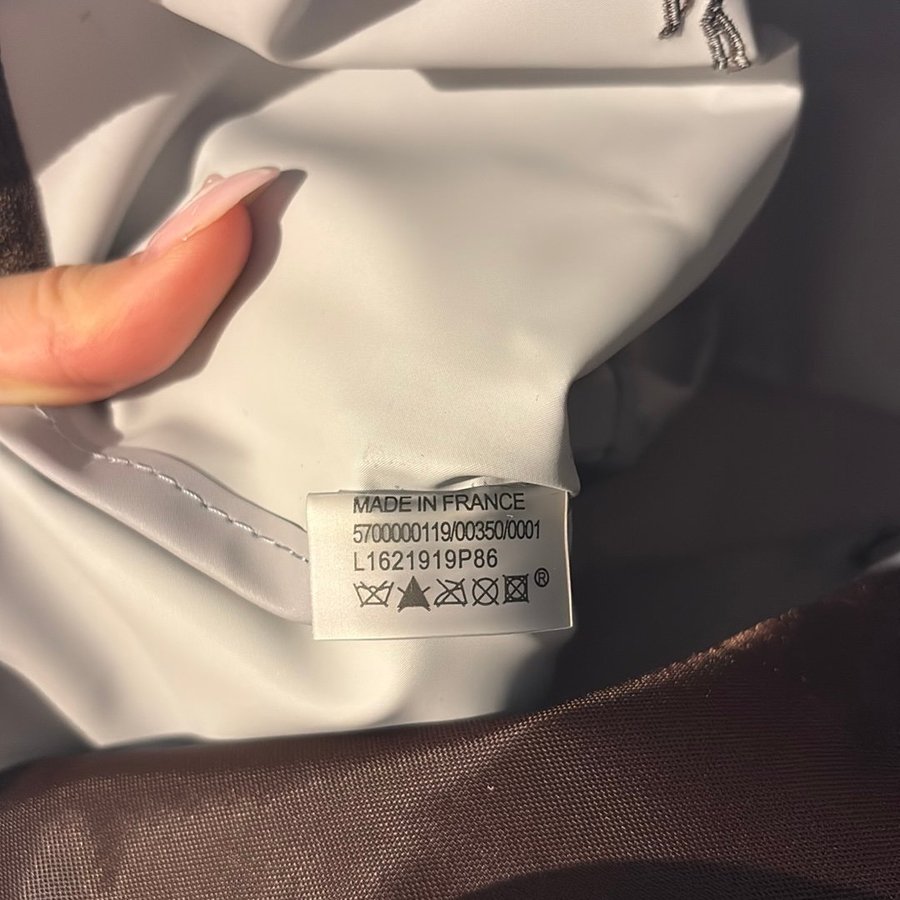 MADE IN FRANCE
5700000119/00350/0001
L1621919P86
®